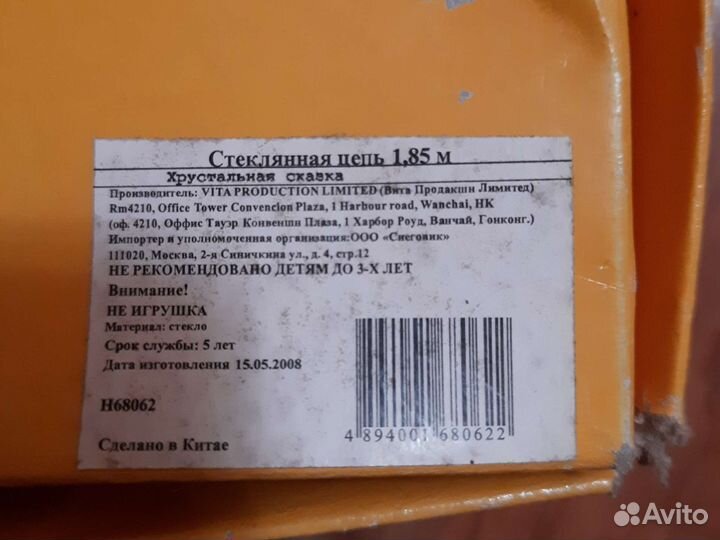 Стеклянная цепь 1,85 м
Хрустальная сказка
Производитель: VITA PRODUCTION LIMITED (Вита Продакшн Лимитед)
Rm4210, Office Tower Convencion Plaza, 1 Harbour road, Wanchai, HK
(оф. 4210, Оффис Тауэр Конвеншн Плаза, 1 Харбор Роуд, Ванчай, Гонконг.)
Импортер и уполномоченная организация:ООО «Снеговик»
111020, Москва, 2-я Синичкина ул., д. 4, стр.12
НЕ РЕКОМЕНДОВАНО ДЕТЯМ ДО 3-Х ЛЕТ
Внимание!
НЕ ИГРУШКА
Материал: стекло
Срок службы: 5 лет
Дата изготовления 15.05.2008
H68062
4 894001 680622
Сделано в Китае
Avito